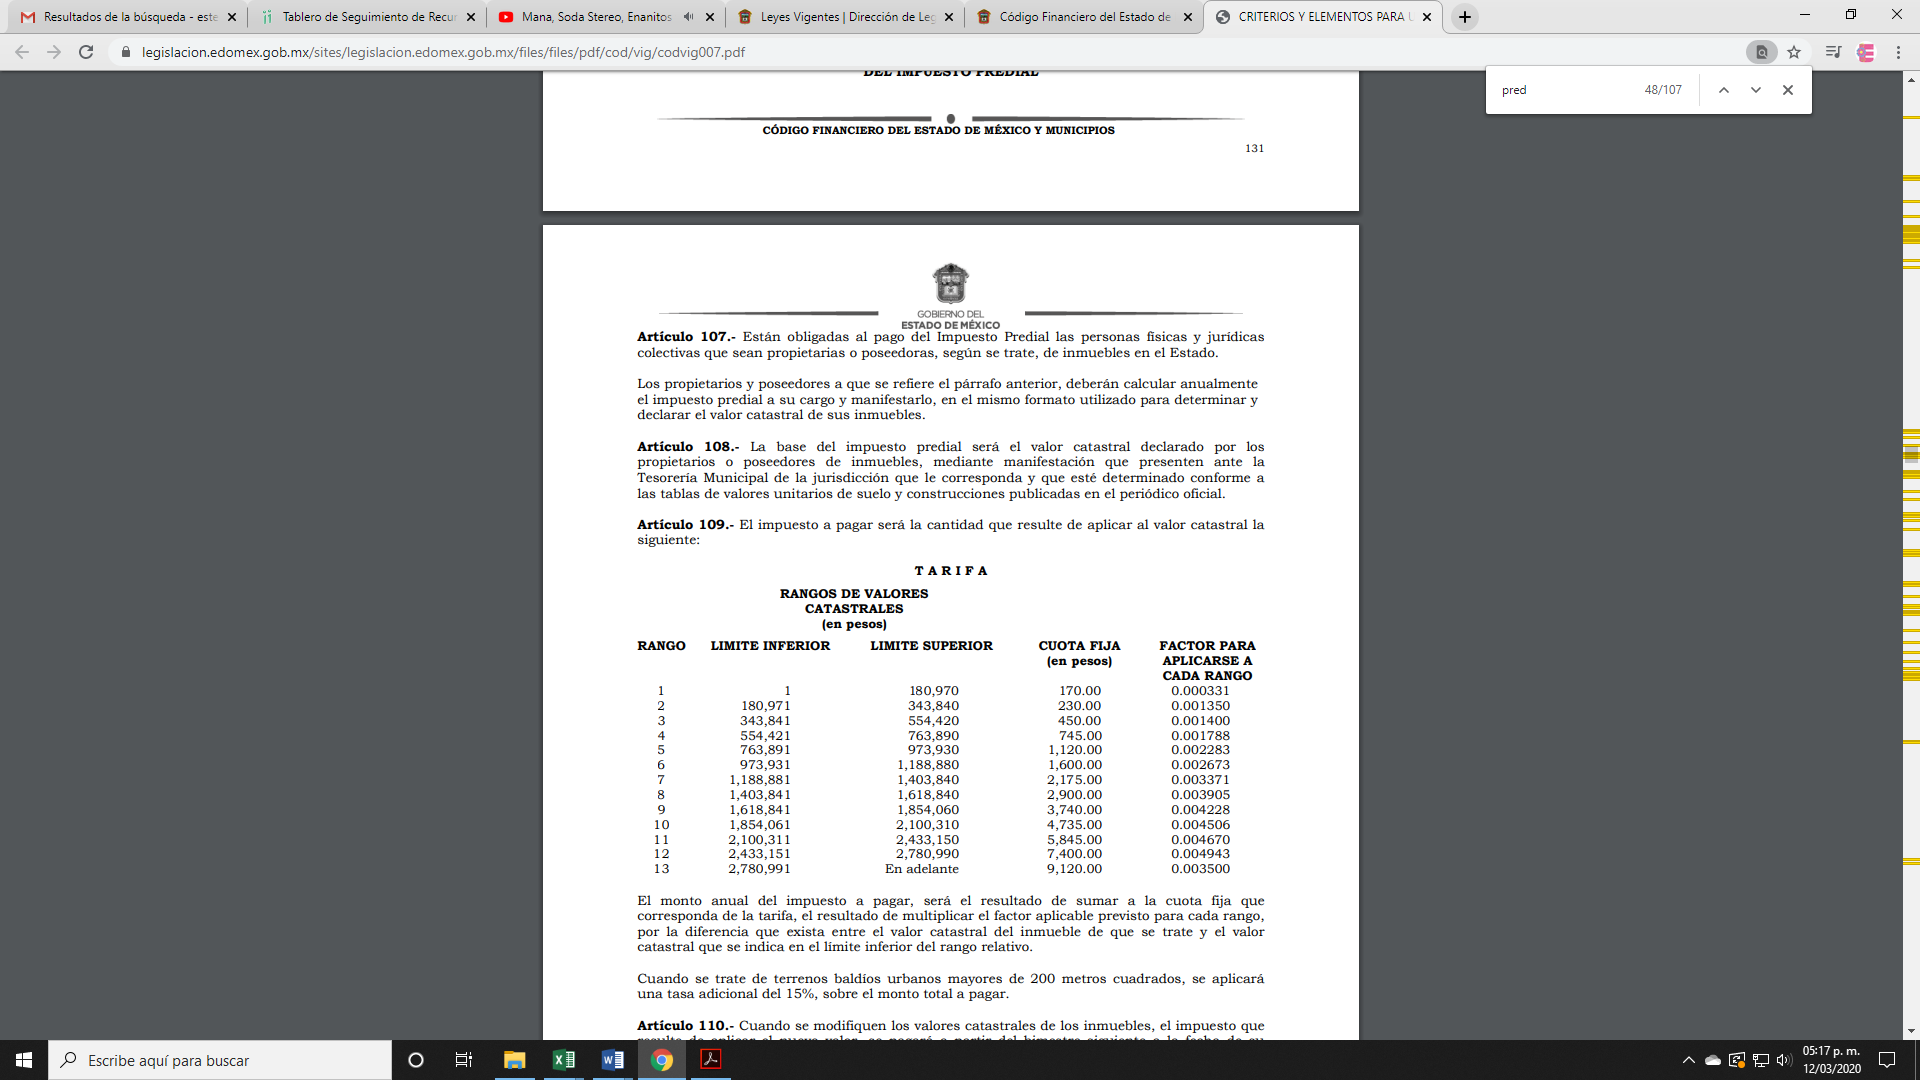 Resultados de la búsqueda - este
Tablero de Seguimiento de Recur
Mana, Soda Stereo, Enanitos
Leyes Vigentes | Dirección de Leg
Código Financiero del Estado de
CRITERIOS Y ELEMENTOS PARA U
legislacion.edomex.gob.mx/sites/legislacion.edomex.gob.mx/files/files/pdf/cod/vig/codvig007.pdf
pred
48/107
DEL IMPUESTO PREDIAL
CÓDIGO FINANCIERO DEL ESTADO DE MÉXICO Y MUNICIPIOS
131
GOBIERNO DEL
ESTADO DE MÉXICO
Artículo 107.- Están obligadas al pago del Impuesto Predial las personas físicas y jurídicas
colectivas que sean propietarias o poseedoras, según se trate, de inmuebles en el Estado.
Los propietarios y poseedores a que se refiere el párrafo anterior, deberán calcular anualmente
el impuesto predial a su cargo y manifestarlo, en el mismo formato utilizado para determinar y
declarar el valor catastral de sus inmuebles.
Artículo 108.- La base del impuesto predial será el valor catastral declarado por los
propietarios o poseedores de inmuebles, mediante manifestación que presenten ante la
Tesorería Municipal de la jurisdicción que le corresponda y que esté determinado conforme a
las tablas de valores unitarios de suelo y construcciones publicadas en el periódico oficial.
Artículo 109.- El impuesto a pagar será la cantidad que resulte de aplicar al valor catastral la
siguiente:
T A R I F A
RANGOS DE VALORES
CATASTRALES
(en pesos)
RANGO LIMITE INFERIOR LIMITE SUPERIOR CUOTA FIJA FACTOR PARA
(en pesos) APLICARSE A
CADA RANGO
1 1 180,970 170.00 0.000331
2 180,971 343,840 230.00 0.001350
3 343,841 554,420 450.00 0.001400
4 554,421 763,890 745.00 0.001788
5 763,891 973,930 1,120.00 0.002283
6 973,931 1,188,880 1,600.00 0.002673
7 1,188,881 1,403,840 2,175.00 0.003371
8 1,403,841 1,618,840 2,900.00 0.003905
9 1,618,841 1,854,060 3,740.00 0.004228
10 1,854,061 2,100,310 4,735.00 0.004506
11 2,100,311 2,433,150 5,845.00 0.004670
12 2,433,151 2,780,990 7,400.00 0.004943
13 2,780,991 En adelante 9,120.00 0.003500
El monto anual del impuesto a pagar, será el resultado de sumar a la cuota fija que
corresponda de la tarifa, el resultado de multiplicar el factor aplicable previsto para cada rango,
por la diferencia que exista entre el valor catastral del inmueble de que se trate y el valor
catastral que se indica en el límite inferior del rango relativo.
Cuando se trate de terrenos baldíos urbanos mayores de 200 metros cuadrados, se aplicará
una tasa adicional del 15%, sobre el monto total a pagar.
Artículo 110.- Cuando se modifiquen los valores catastrales de los inmuebles, el impuesto que
Escribe aquí para buscar
05:17 p. m.
12/03/2020